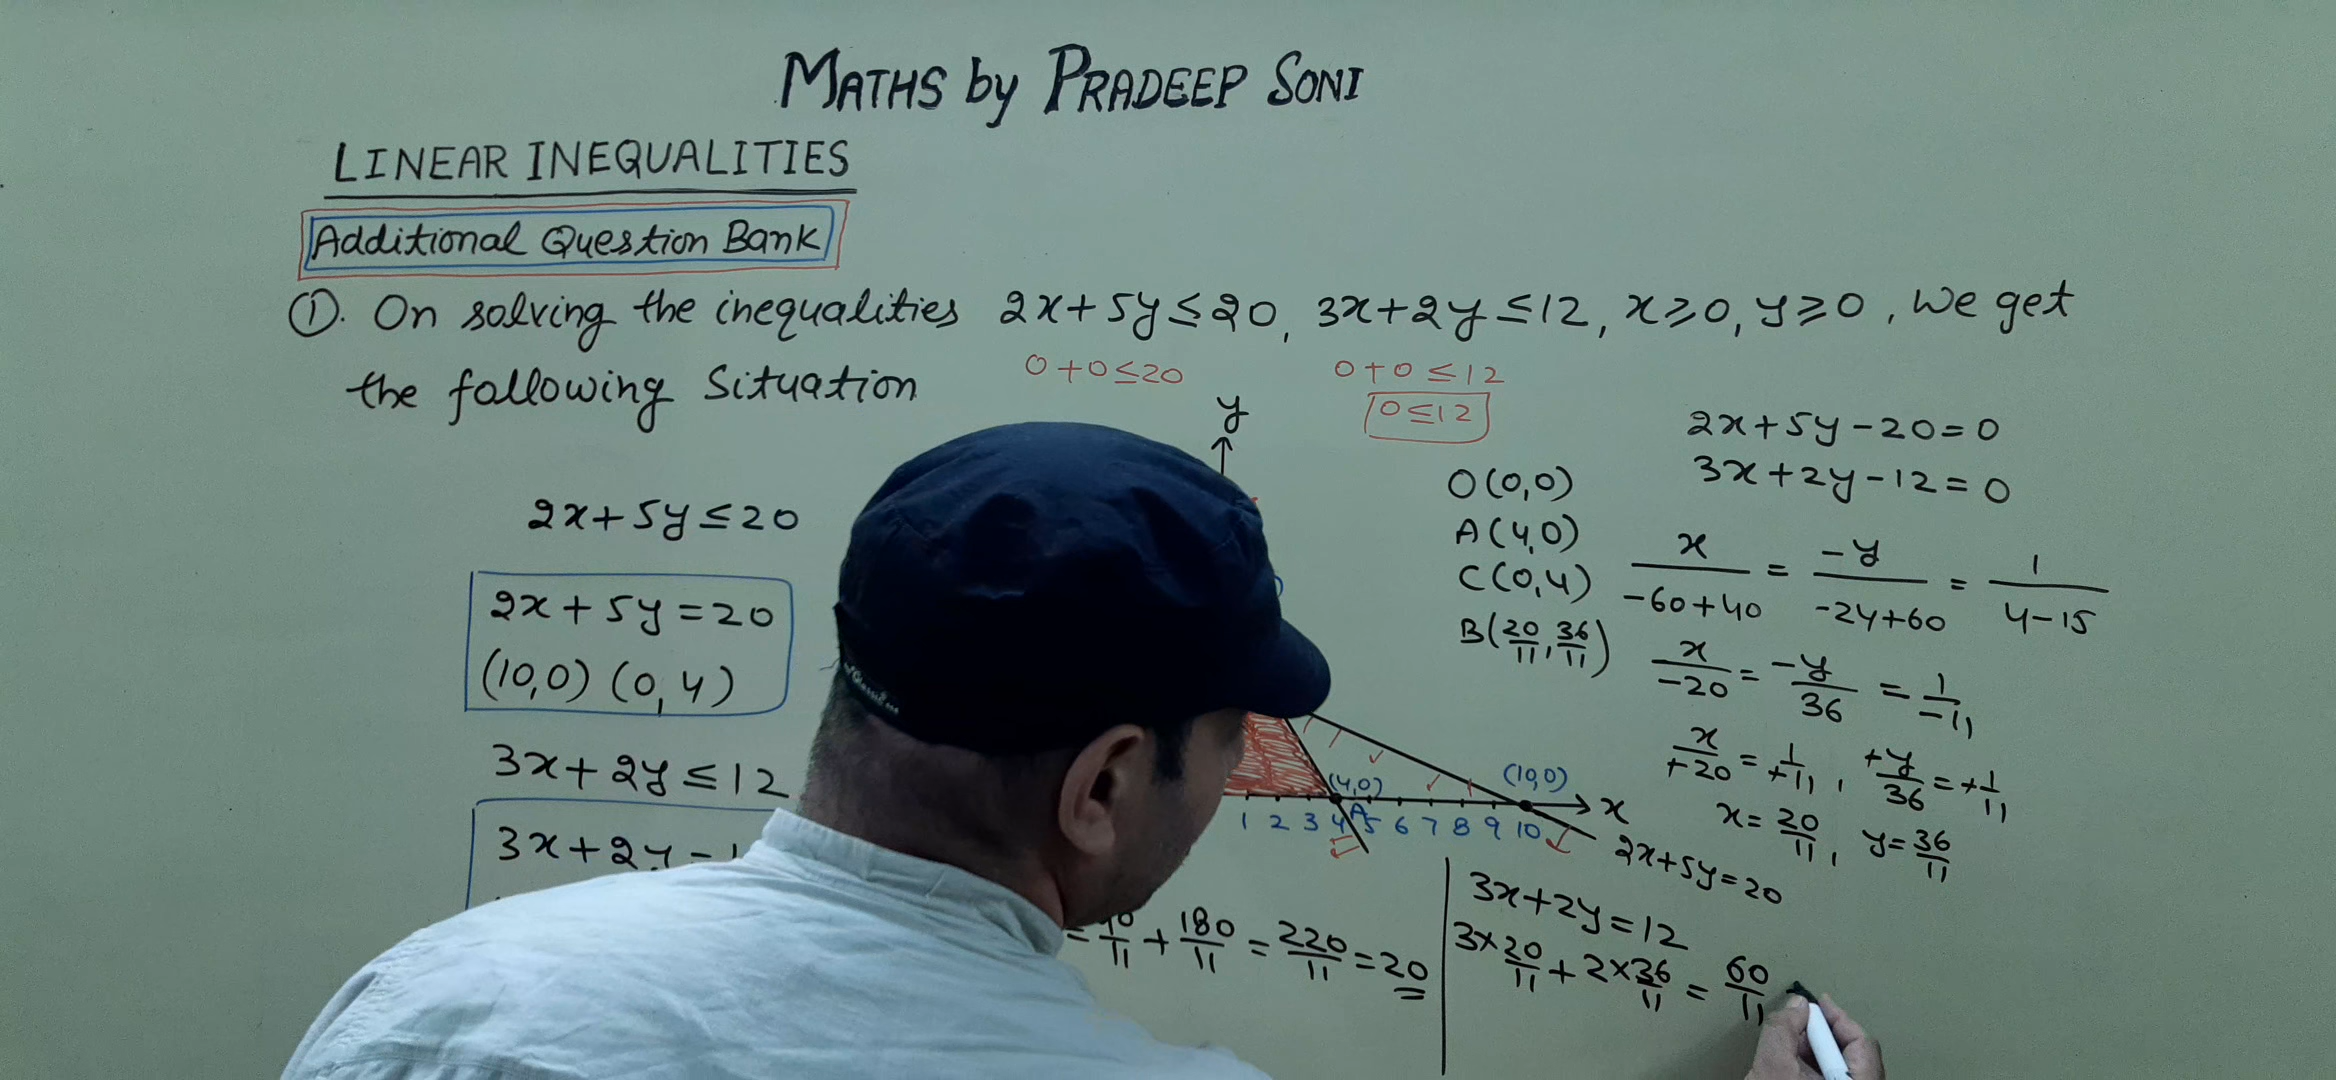 MATHS by PRADEEP SONI
LINEAR INEQUALITIES
Additional Question Bank
①. On solving the inequalities 2x+5y≤20, 3x+2y≤12, x≥0, y≥0, we get
the following Situation
0+0≤20
0+0≤12
0≤12
y
2x+5y≤20
2x+5y=20
(10,0) (0,4)
3x+2y≤12
3x+2y=
O(0,0)
A(4,0)
C(0,4)
B(20/11, 36/11)
2x+5y-20=0
3x+2y-12=0
x/(-60+40) = -y/(-24+60) = 1/(4-15)
x/-20 = -y/36 = 1/-11
x/+20 = 1/+11, +y/36 = +1/11
x=20/11, y=36/11
(4,0)
(10,0)
x
A
1 2 3 4 5 6 7 8 9 10
2x+5y=20
=40/11+180/11=220/11=20
3x+2y=12
3×20/11+2×36/11=60/11